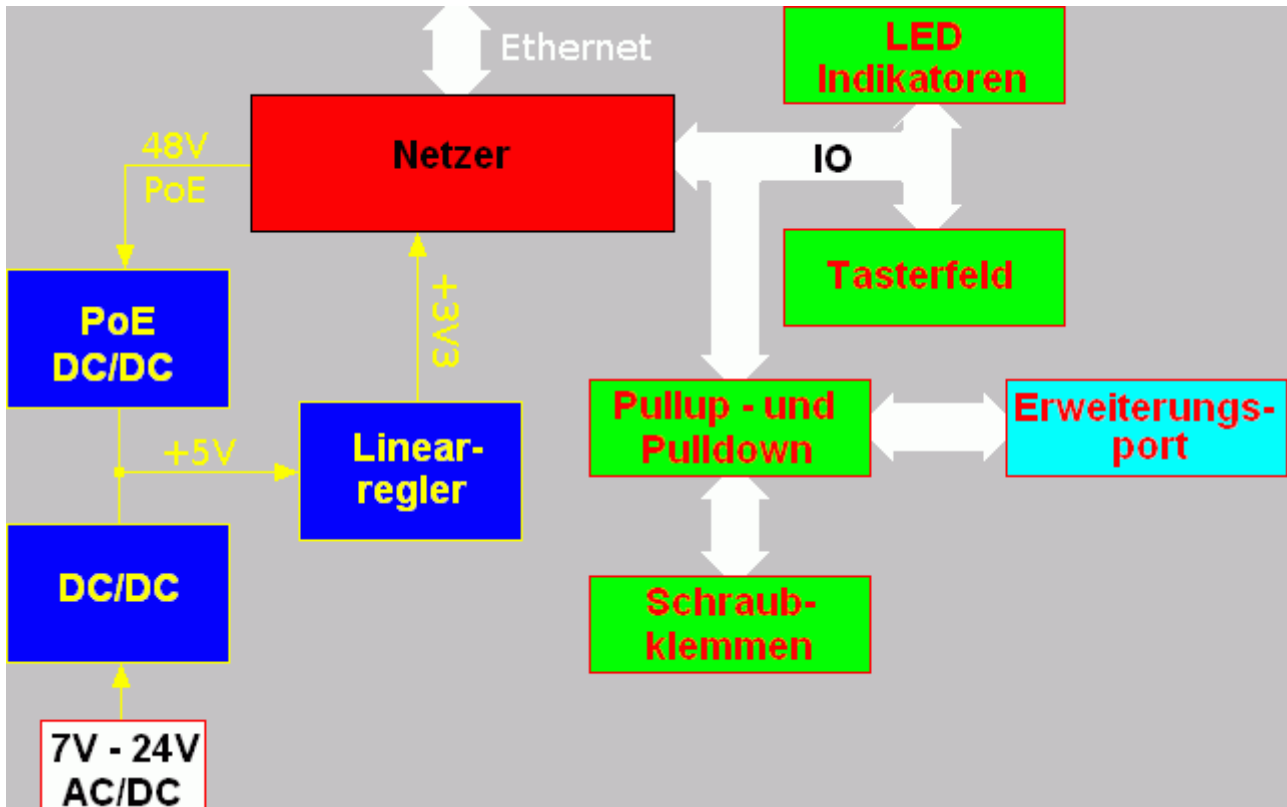 Ethernet
LED
Indikatoren
48V
PoE
Netzer
IO
Tasterfeld
PoE
DC/DC
+3V3
Pullup - und
Pulldown
Erweiterungs-
port
+5V
Linear-
regler
DC/DC
Schraub-
klemmen
7V - 24V
AC/DC